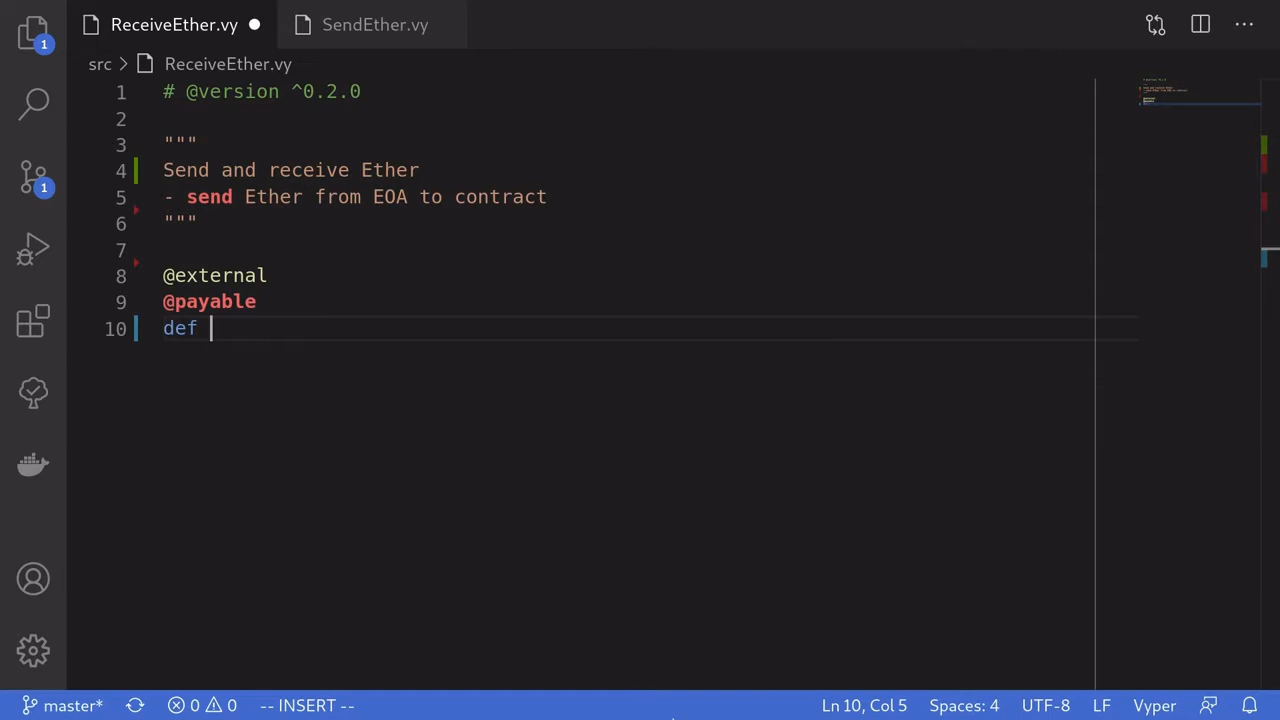 ReceiveEther.vy
SendEther.vy
src
ReceiveEther.vy
1 # @version ^0.2.0
2
3 """
4 Send and receive Ether
5 - send Ether from EOA to contract
6 """
7
8 @external
9 @payable
10 def
1
1
master*
0
0
-- INSERT --
Ln 10, Col 5
Spaces: 4
UTF-8
LF
Vyper